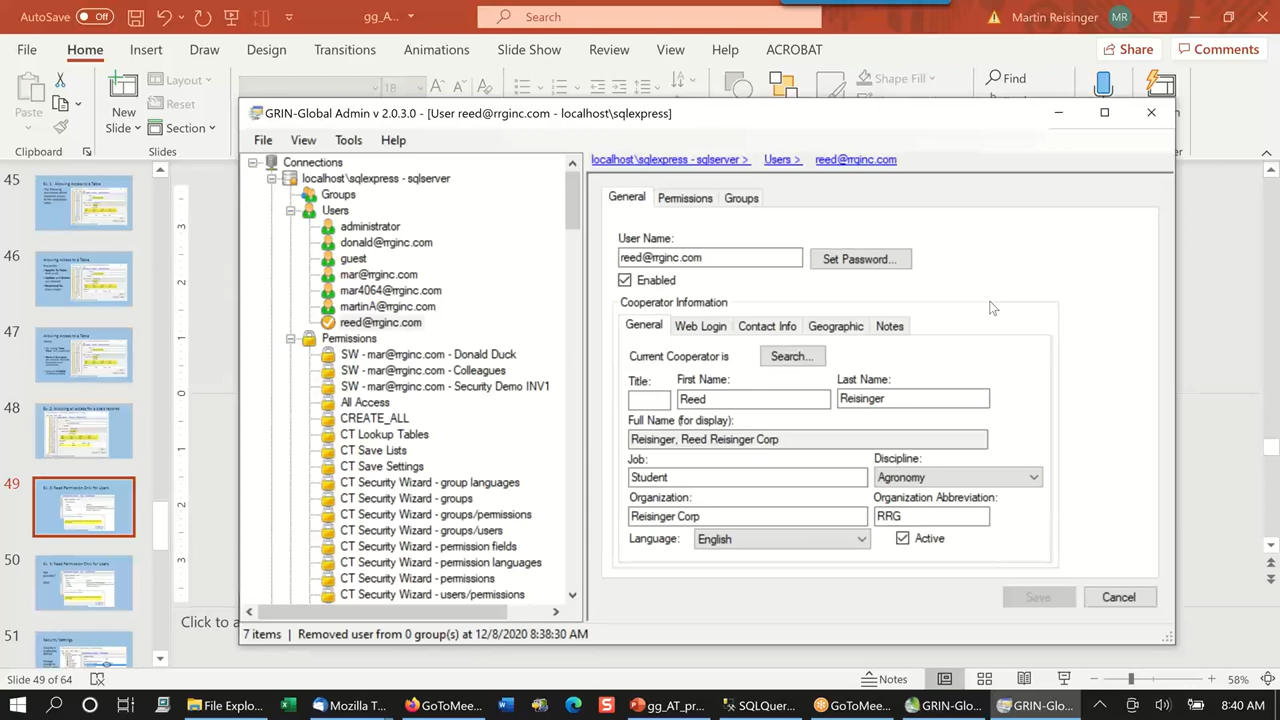 AutoSave Off
gg_A...
Search
Martin Reisinger MR
File Home Insert Draw Design Transitions Animations Slide Show Review View Help ACROBAT
Share Comments
Paste
Clipboard
New
Slide
Layout
Reset
Section
Slides
18
Shape Fill
Find
GRIN-Global Admin v 2.0.3.0 - [User reed@rrginc.com - localhost\sqlexpress]
File View Tools Help
Connections
localhost\sqlexpress - sqlserver
Groups
Users
administrator
donald@rrginc.com
guest
mar@rrginc.com
mar4064@rrginc.com
martinA@rrginc.com
reed@rrginc.com
Permissions
SW - mar@rrginc.com - Donald Duck
SW - mar@rrginc.com - Colleagues
SW - mar@rrginc.com - Security Demo INV1
All Access
CREATE_ALL
CT Lookup Tables
CT Save Lists
CT Save Settings
CT Security Wizard - group languages
CT Security Wizard - groups
CT Security Wizard - groups/permissions
CT Security Wizard - groups/users
CT Security Wizard - permission fields
CT Security Wizard - permission languages
CT Security Wizard - permissions
CT Security Wizard - users/permissions
localhost\sqlexpress - sqlserver > Users > reed@rrginc.com
General Permissions Groups
User Name:
reed@rrginc.com
Set Password...
Enabled
Cooperator Information
General Web Login Contact Info Geographic Notes
Current Cooperator is Search...
Title: First Name: Last Name:
Reed Reisinger
Full Name (for display):
Reisinger, Reed Reisinger Corp
Job: Discipline:
Student Agronomy
Organization: Organization Abbreviation:
Reisinger Corp RRG
Language: English Active
Save Cancel
7 items | Removed user from 0 group(s) at 12/8/2020 8:38:30 AM
45
46
47
48
49
50
51
3
2
1
0
1
2
3
Click to a
Slide 49 of 64
Notes
58%
File Explo...
Martin T...
GoToMee...
gg_AT_pr...
SQLQuer...
GoToMee...
GRIN-Glo...
GRIN-Glo...
8:40 AM